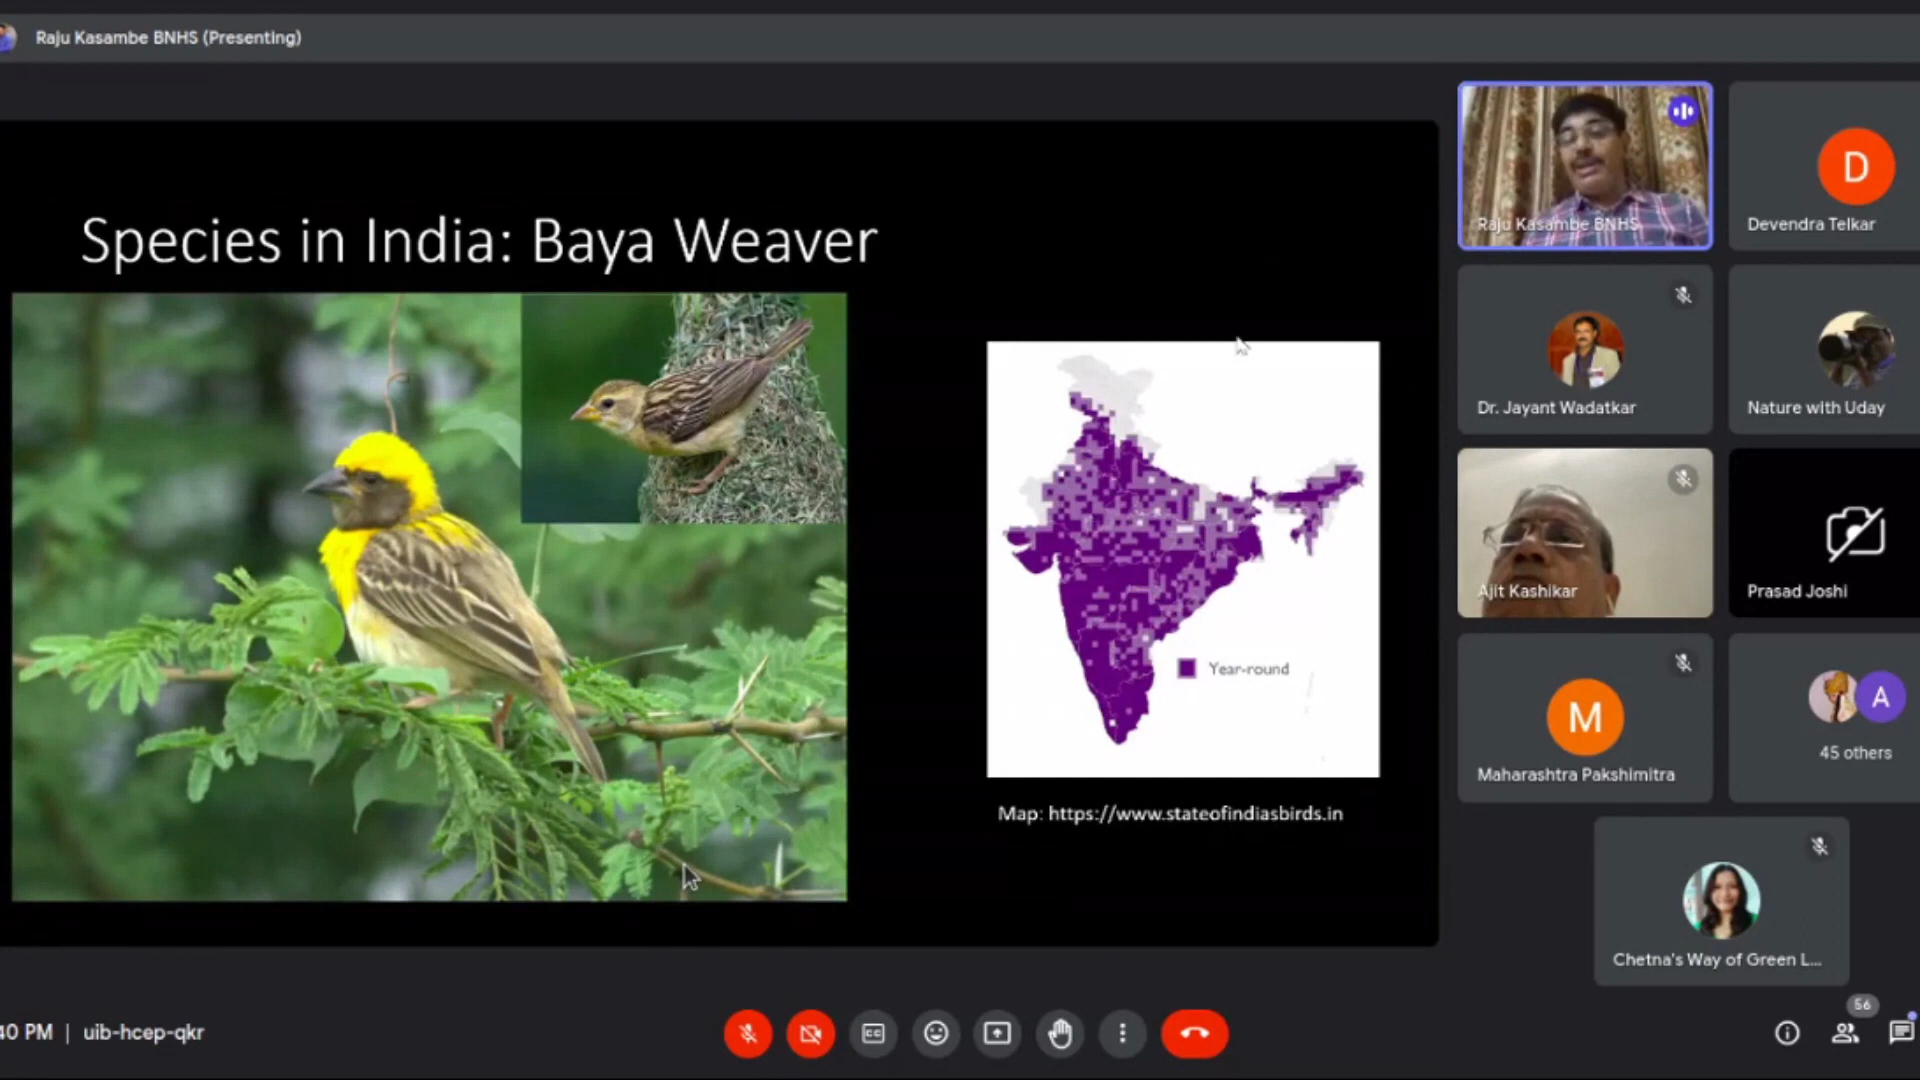 Raju Kasambe BNHS (Presenting)
Species in India: Baya Weaver
Year-round
Map: https://www.stateofindiasbirds.in
Raju Kasambe BNHS
D
Devendra Telkar
Dr. Jayant Wadatkar
Nature with Uday
Ajit Kashikar
Prasad Joshi
M
Maharashtra Pakshimitra
A
45 others
Chetna's Way of Green L...
40 PM | uib-hcep-qkr
CC
56